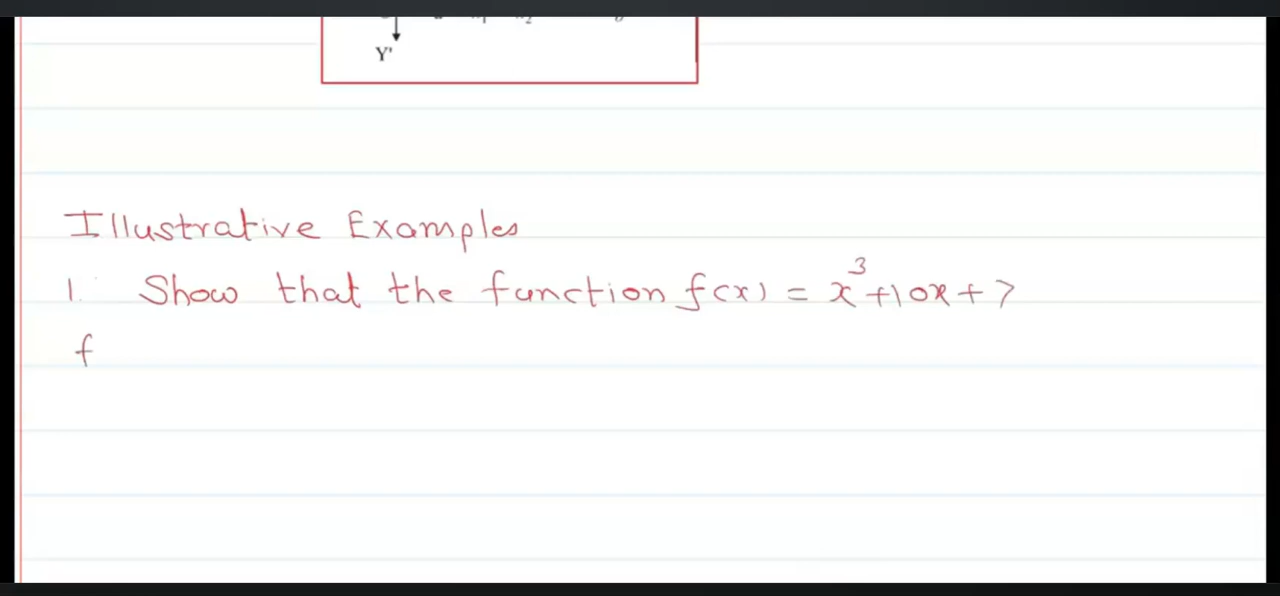 Y'
Illustrative Examples
1. Show that the function f(x) = x³+10x+7
f